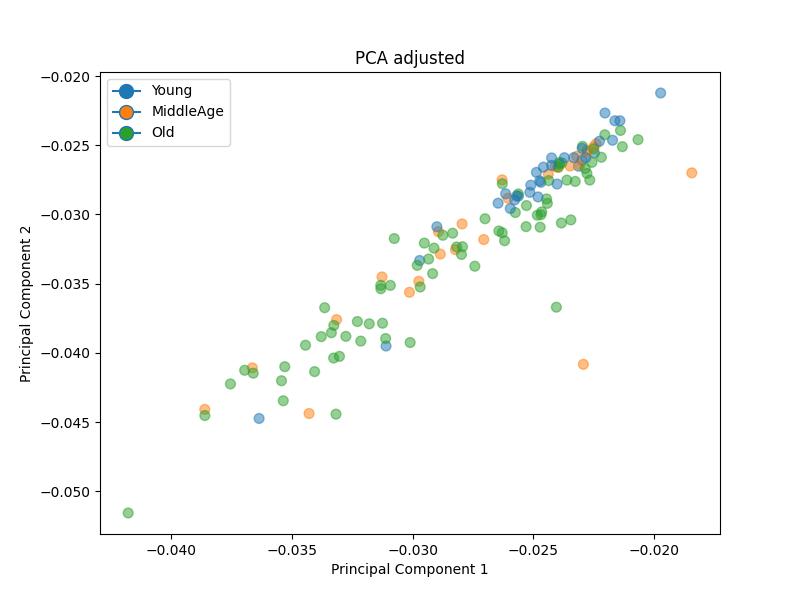 PCA adjusted
Young
MiddleAge
Old
−0.020
−0.025
−0.030
−0.035
−0.040
−0.045
−0.050
Principal Component 2
−0.040 −0.035 −0.030 −0.025 −0.020
Principal Component 1